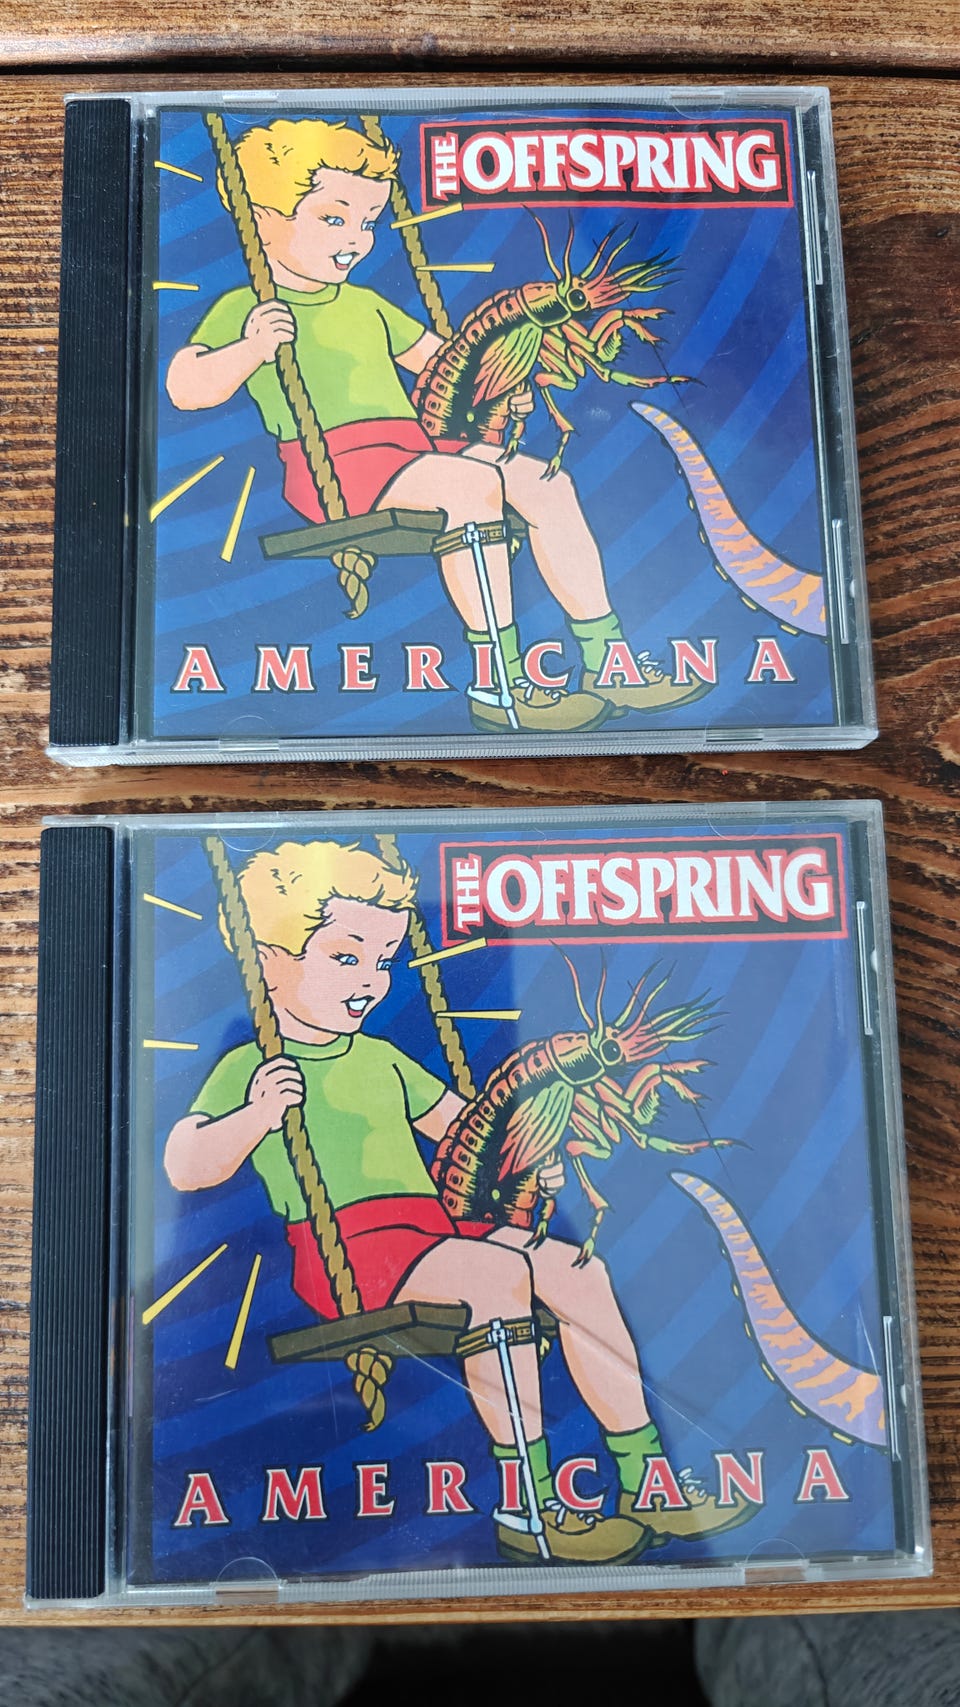 THE OFFSPRING
AMERICANA
THE OFFSPRING
AMERICANA